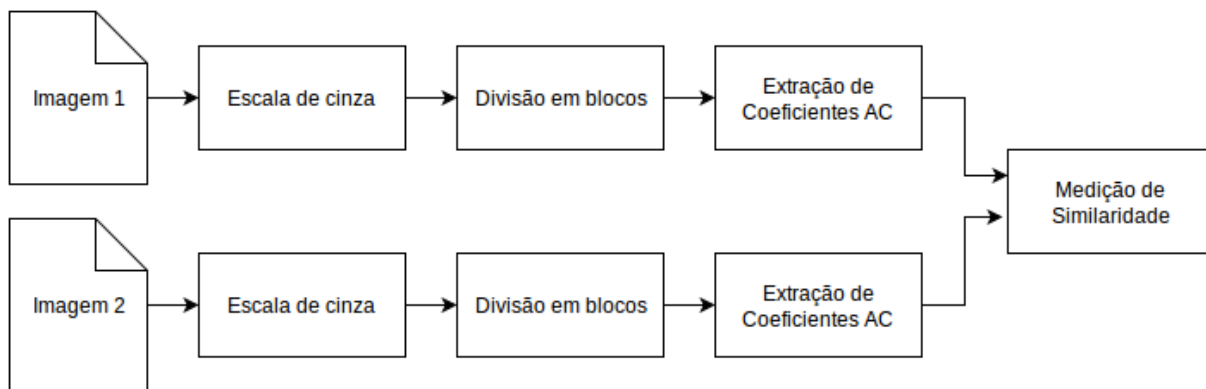 Imagem 1
Escala de cinza
Divisão em blocos
Extração de
Coeficientes AC
Medição de
Similaridade
Imagem 2
Escala de cinza
Divisão em blocos
Extração de
Coeficientes AC